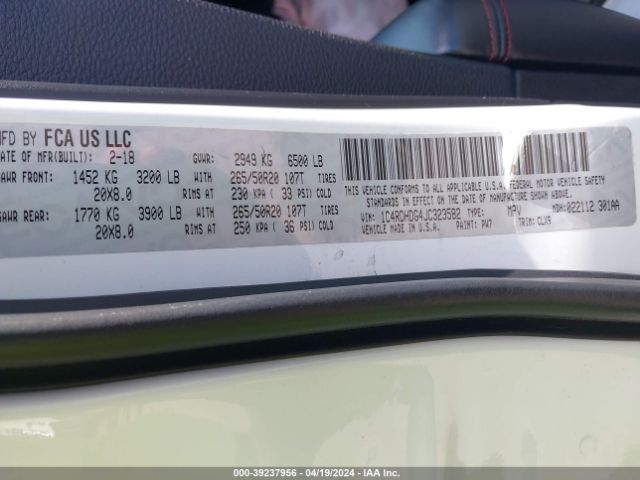 MFD BY FCA US LLC
DATE OF MFR(BUILT): 2-18 GVWR: 2949 KG 6500 LB
GAWR FRONT: 1452 KG 3200 LB WITH 265/50R20 107T TIRES
20X8.0 RIMS AT 230 KPA ( 33 PSI) COLD
GAWR REAR: 1770 KG 3900 LB WITH 265/50R20 107T TIRES
20X8.0 RIMS AT 250 KPA ( 36 PSI) COLD
THIS VEHICLE CONFORMS TO ALL APPLICABLE U.S.A. FEDERAL MOTOR VEHICLE SAFETY
STANDARDS IN EFFECT ON THE DATE OF MANUFACTURE SHOWN ABOVE.
VIN: 1C4RDHDG4JC323582 TYPE: MPV MDH: 022112 301AA
VEHICLE MADE IN U.S.A. PAINT: PW7 TRIM: CLX9
000-39237956 - 04/19/2024 - IAA Inc.